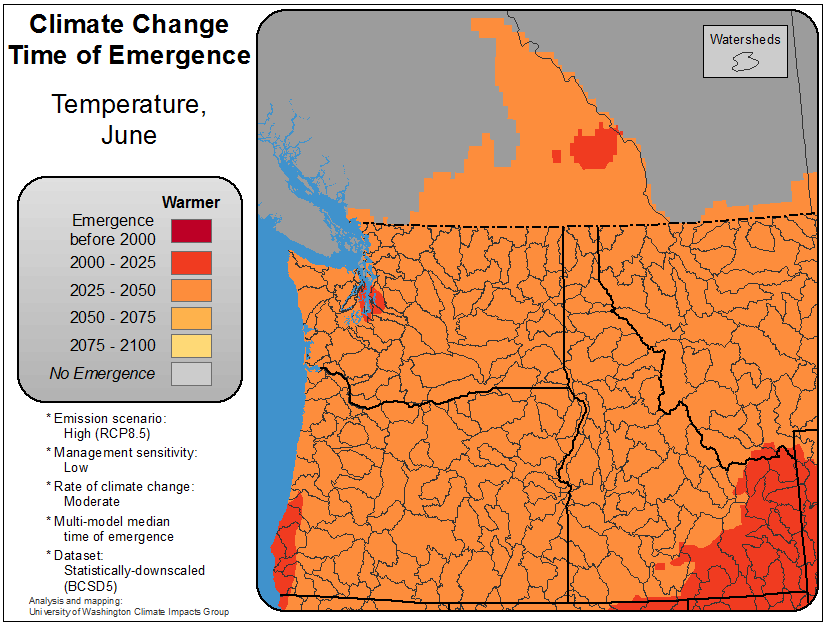 Climate Change
Time of Emergence
Temperature,
June
Warmer
Emergence
before 2000
2000 - 2025
2025 - 2050
2050 - 2075
2075 - 2100
No Emergence
* Emission scenario:
High (RCP8.5)
* Management sensitivity:
Low
* Rate of climate change:
Moderate
* Multi-model median
time of emergence
* Dataset:
Statistically-downscaled
(BCSD5)
Analysis and mapping:
University of Washington Climate Impacts Group
Watersheds